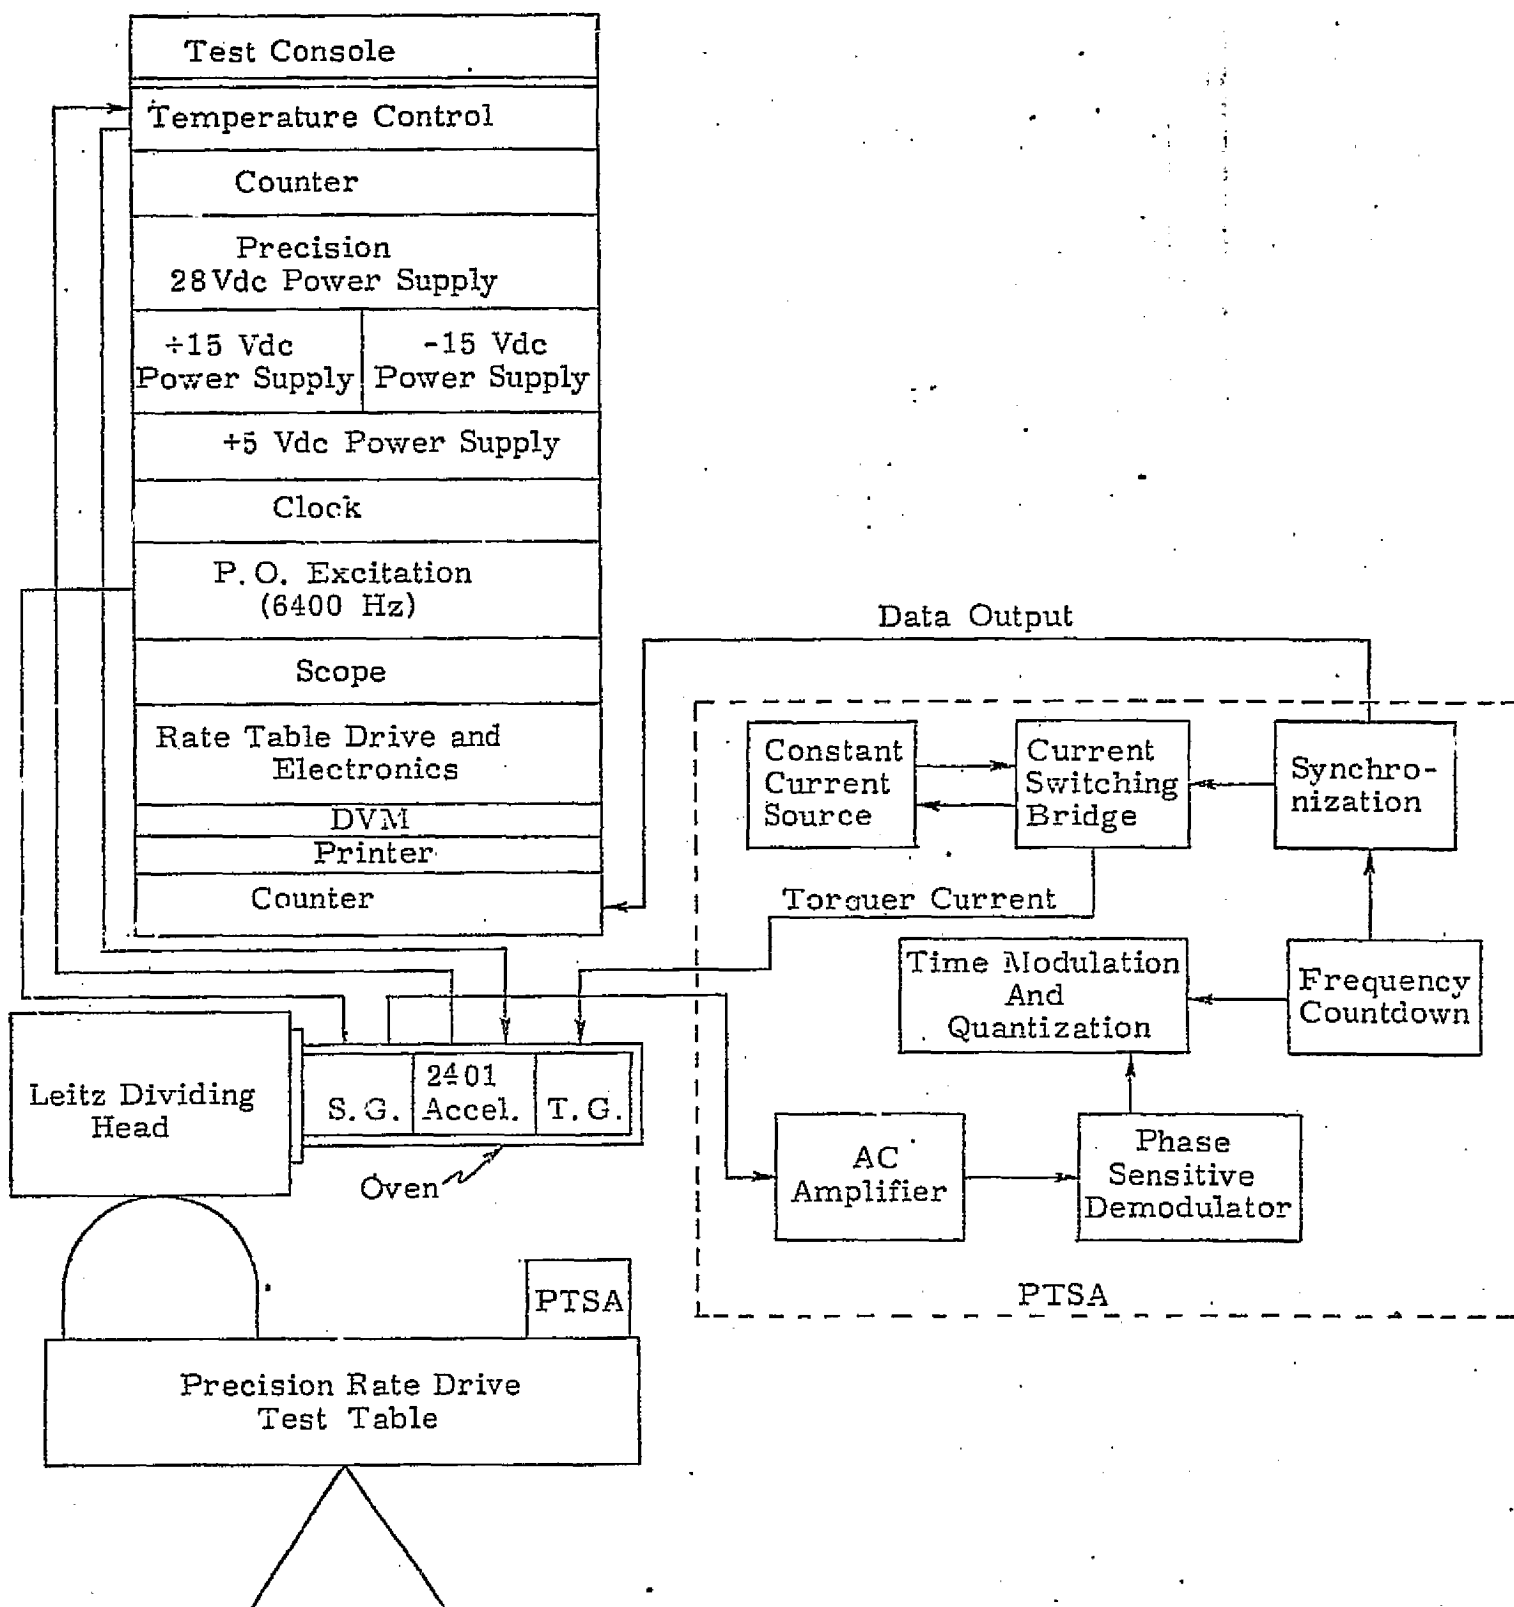 Test Console
Temperature Control
Counter
Precision
28Vdc Power Supply
÷15 Vdc
Power Supply
-15 Vdc
Power Supply
+5 Vdc Power Supply
Clock
P.O. Excitation
(6400 Hz)
Scope
Rate Table Drive and
Electronics
DVM
Printer
Counter
Data Output
Constant
Current
Source
Current
Switching
Bridge
Synchro-
nization
Torquer Current
Time Modulation
And
Quantization
Frequency
Countdown
Leitz Dividing
Head
S.G.
2401
Accel.
T.G.
Oven
AC
Amplifier
Phase
Sensitive
Demodulator
PTSA
PTSA
Precision Rate Drive
Test Table